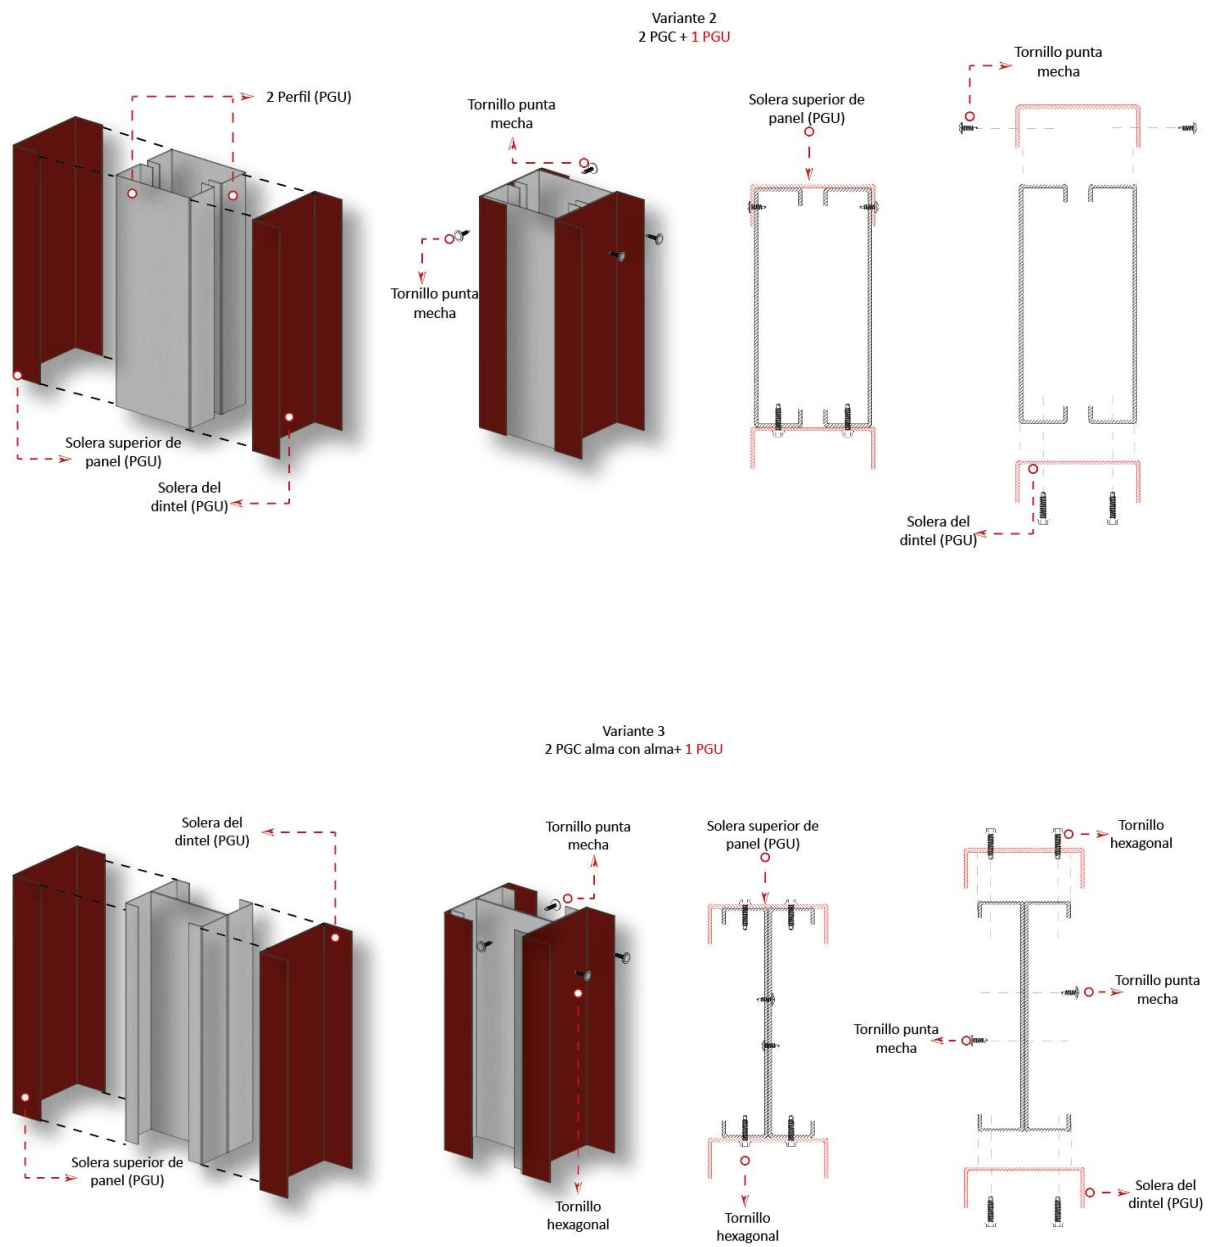 Variante 2
2 PGC + 1 PGU
2 Perfil (PGU)
Solera superior de
panel (PGU)
Solera del
dintel (PGU)
Tornillo punta
mecha
Tornillo punta
mecha
Solera superior de
panel (PGU)
Tornillo punta
mecha
Solera del
dintel (PGU)
Variante 3
2 PGC alma con alma+ 1 PGU
Solera del
dintel (PGU)
Solera superior de
panel (PGU)
Tornillo punta
mecha
Tornillo
hexagonal
Solera superior de
panel (PGU)
Tornillo
hexagonal
Tornillo
hexagonal
Tornillo punta
mecha
Tornillo punta
mecha
Solera del
dintel (PGU)